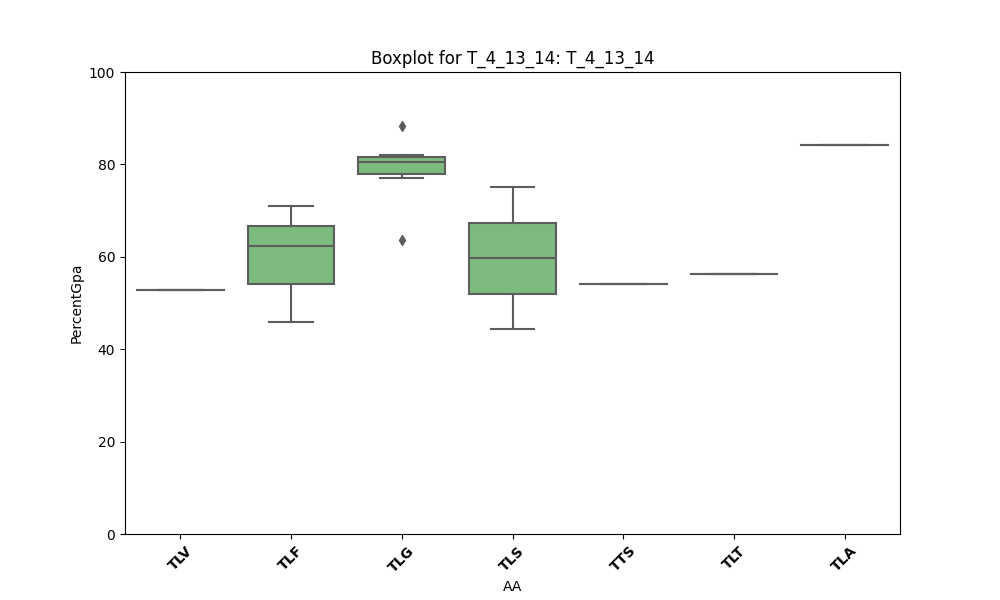 Boxplot for T_4_13_14: T_4_13_14
PercentGpa
100
80
60
40
20
0
TLV
TLF
TLG
TLS
TTS
TLT
TLA
AA